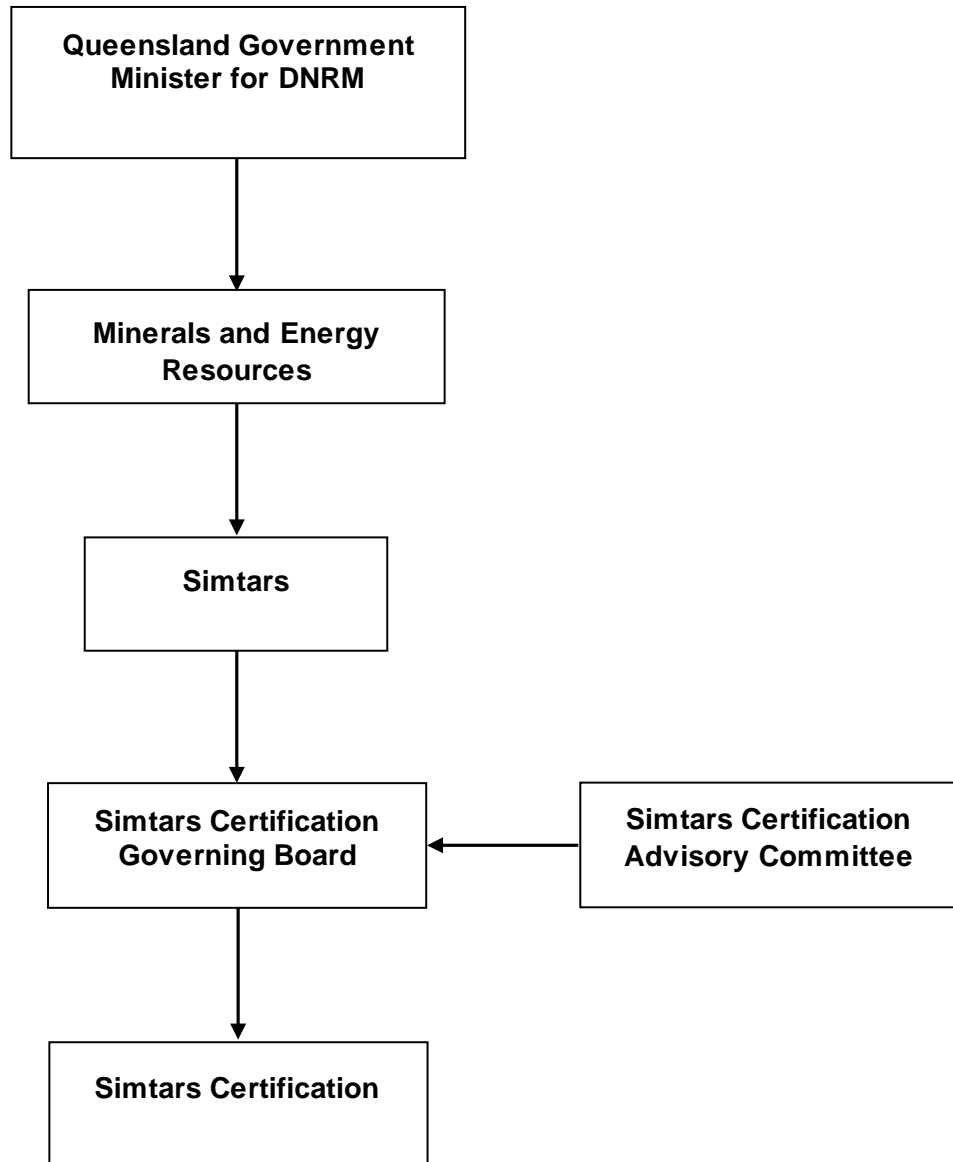 Queensland Government
Minister for DNRM
Minerals and Energy
Resources
Simtars
Simtars Certification
Governing Board
Simtars Certification
Advisory Committee
Simtars Certification